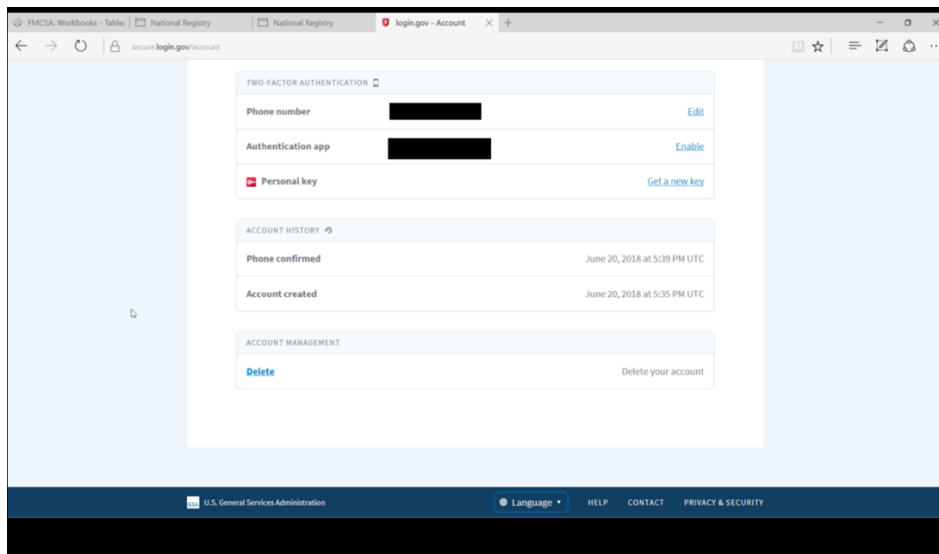 FMCSA: Workbooks - Tables National Registry National Registry login.gov - Account
secure.login.gov/account
TWO-FACTOR AUTHENTICATION
Phone number Edit
Authentication app Enable
Personal key Get a new key
ACCOUNT HISTORY
Phone confirmed June 20, 2018 at 5:39 PM UTC
Account created June 20, 2018 at 5:35 PM UTC
ACCOUNT MANAGEMENT
Delete Delete your account
GSA U.S. General Services Administration Language HELP CONTACT PRIVACY & SECURITY